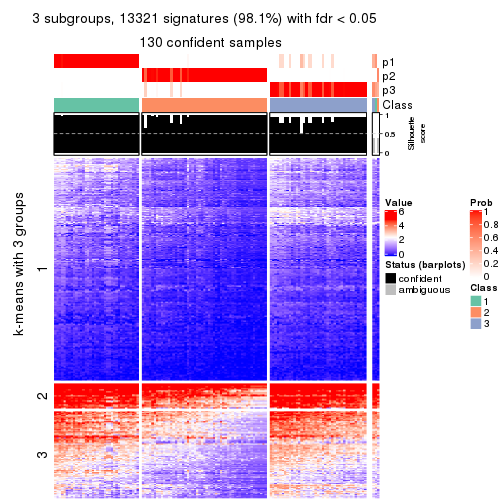 3 subgroups, 13321 signatures (98.1%) with fdr < 0.05
130 confident samples
p1
p2
p3
Class
1
0.5
0
Silhouette
score
k-means with 3 groups
1
2
3
Value
6
4
2
0
Status (barplots)
confident
ambiguous
Prob
1
0.8
0.6
0.4
0.2
0
Class
1
2
3